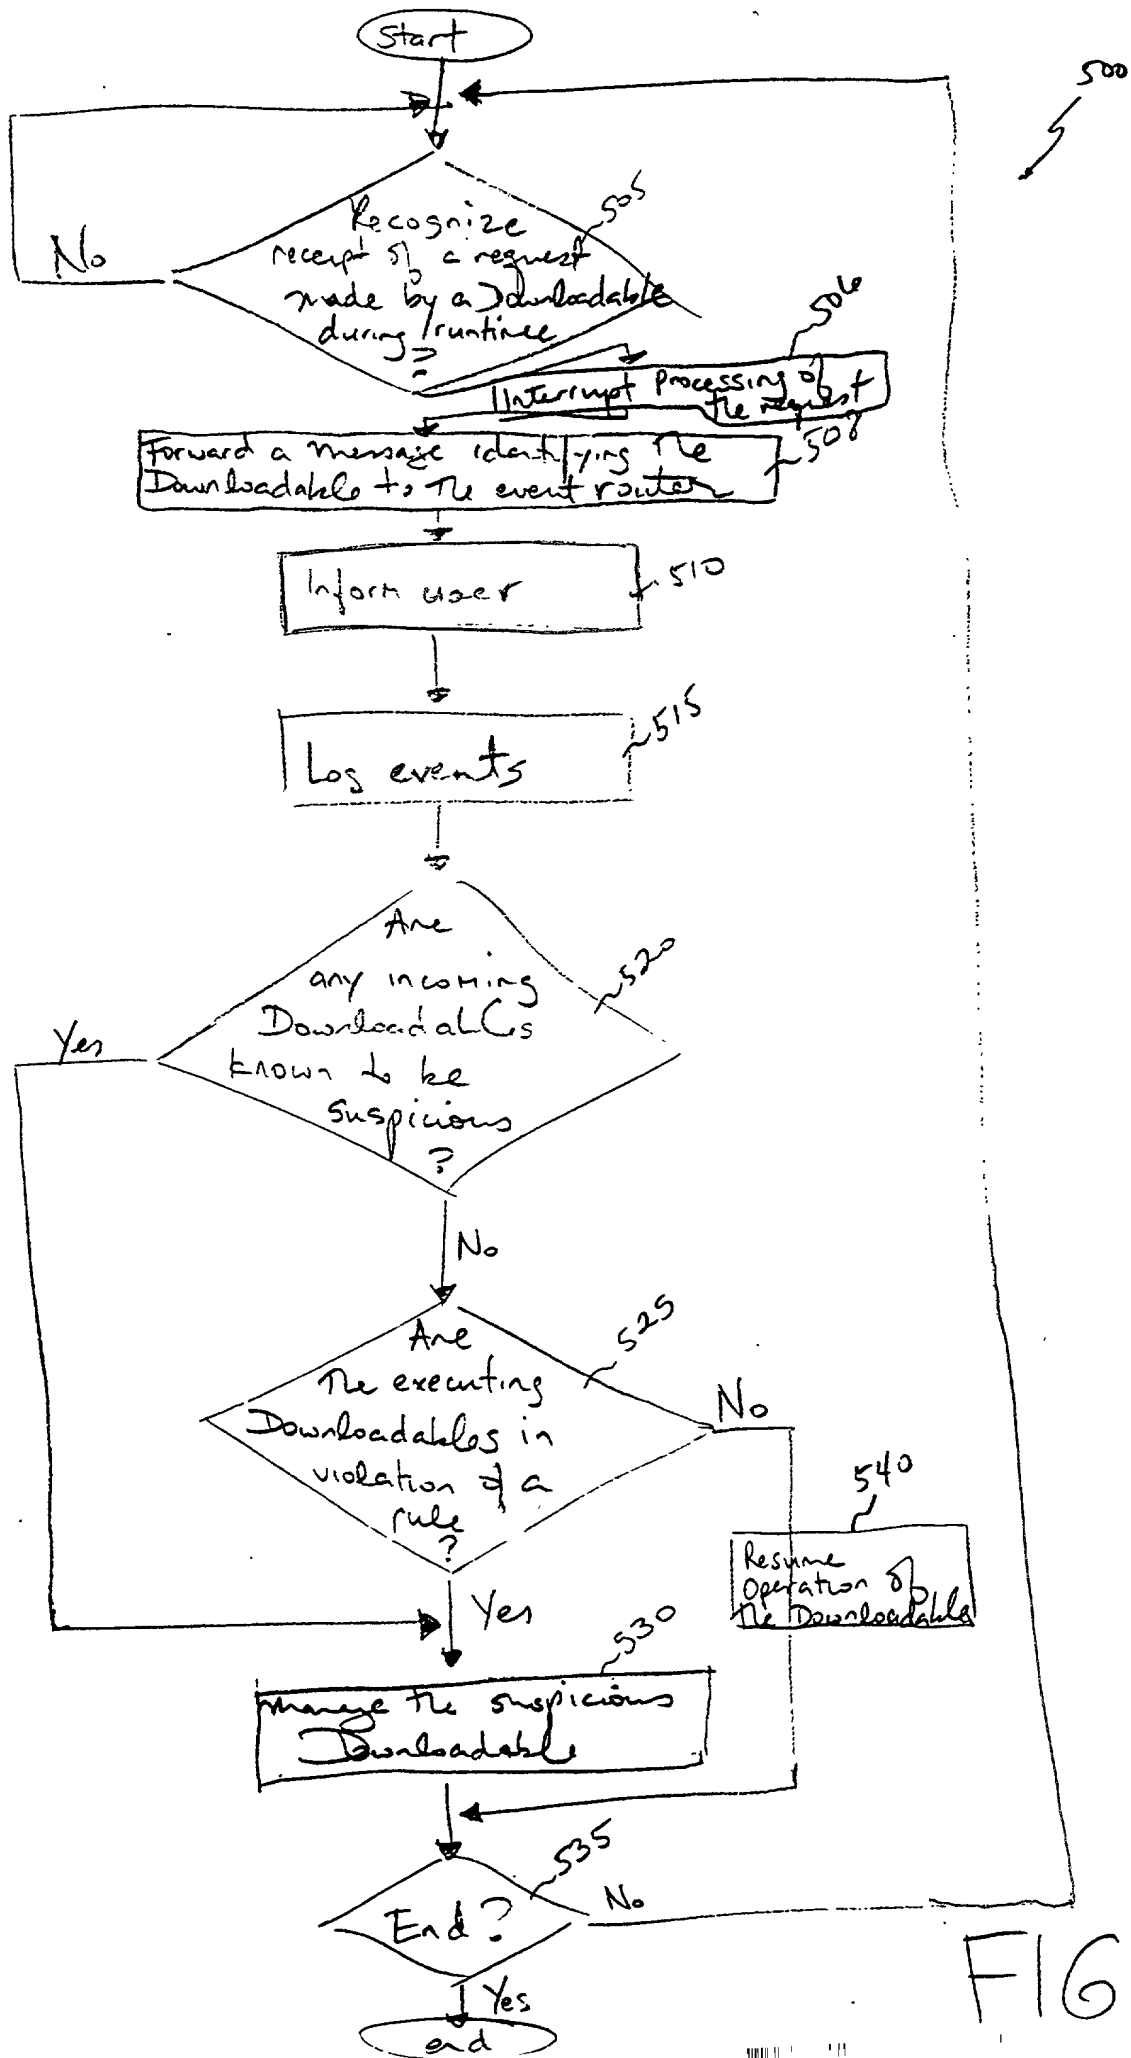 Start
500
505
No
Recognize
receipt of a request
made by a Downloadable
during runtime
?
506
Interrupt processing of
the request
508
Forward a message identifying the
Downloadable to the event router
Inform user
510
515
Log events
520
Are
any incoming
Downloadables
known to be
suspicious
?
Yes
No
525
Are
the executing
Downloadables in
violation of a
rule
?
No
540
Resume
Operation of
the Downloadable
Yes
530
manage the suspicious
Downloadable
535
End?
No
Yes
end
FIG